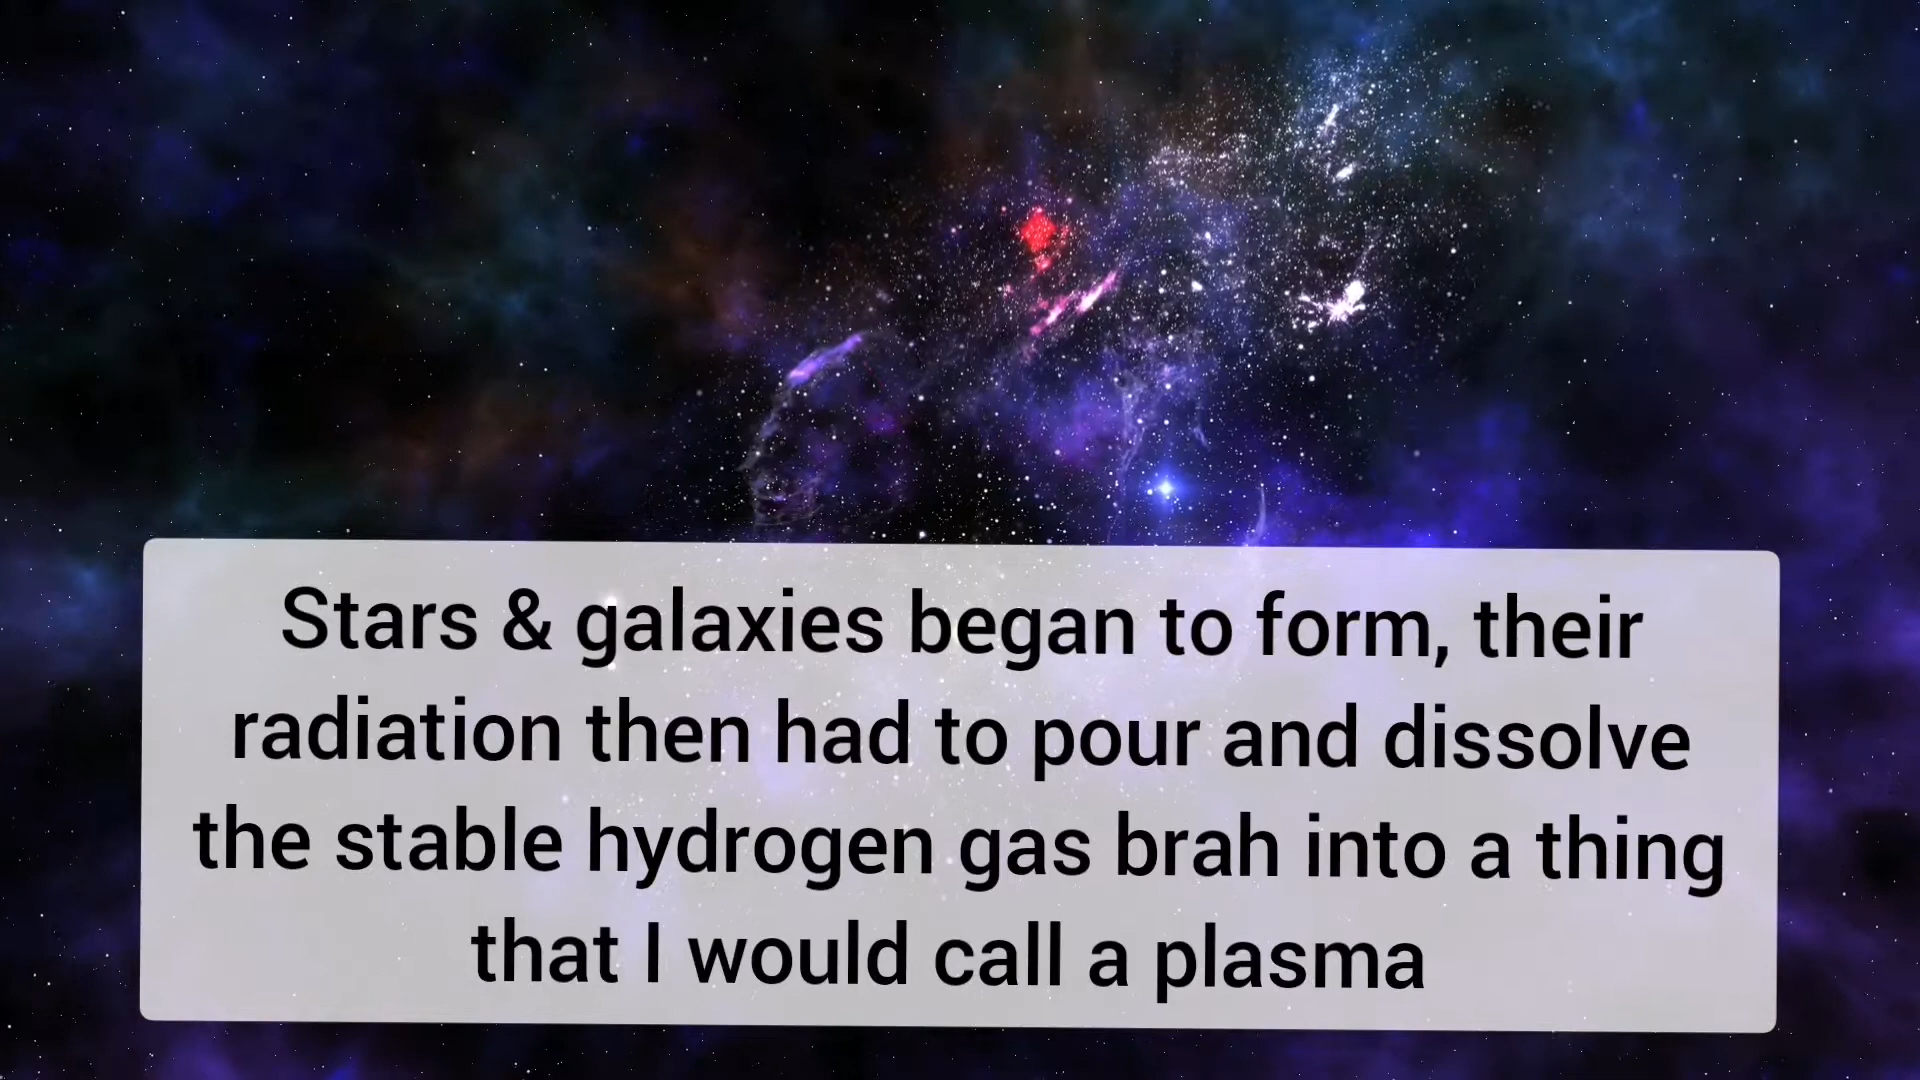 Stars & galaxies began to form, their
radiation then had to pour and dissolve
the stable hydrogen gas brah into a thing
that I would call a plasma